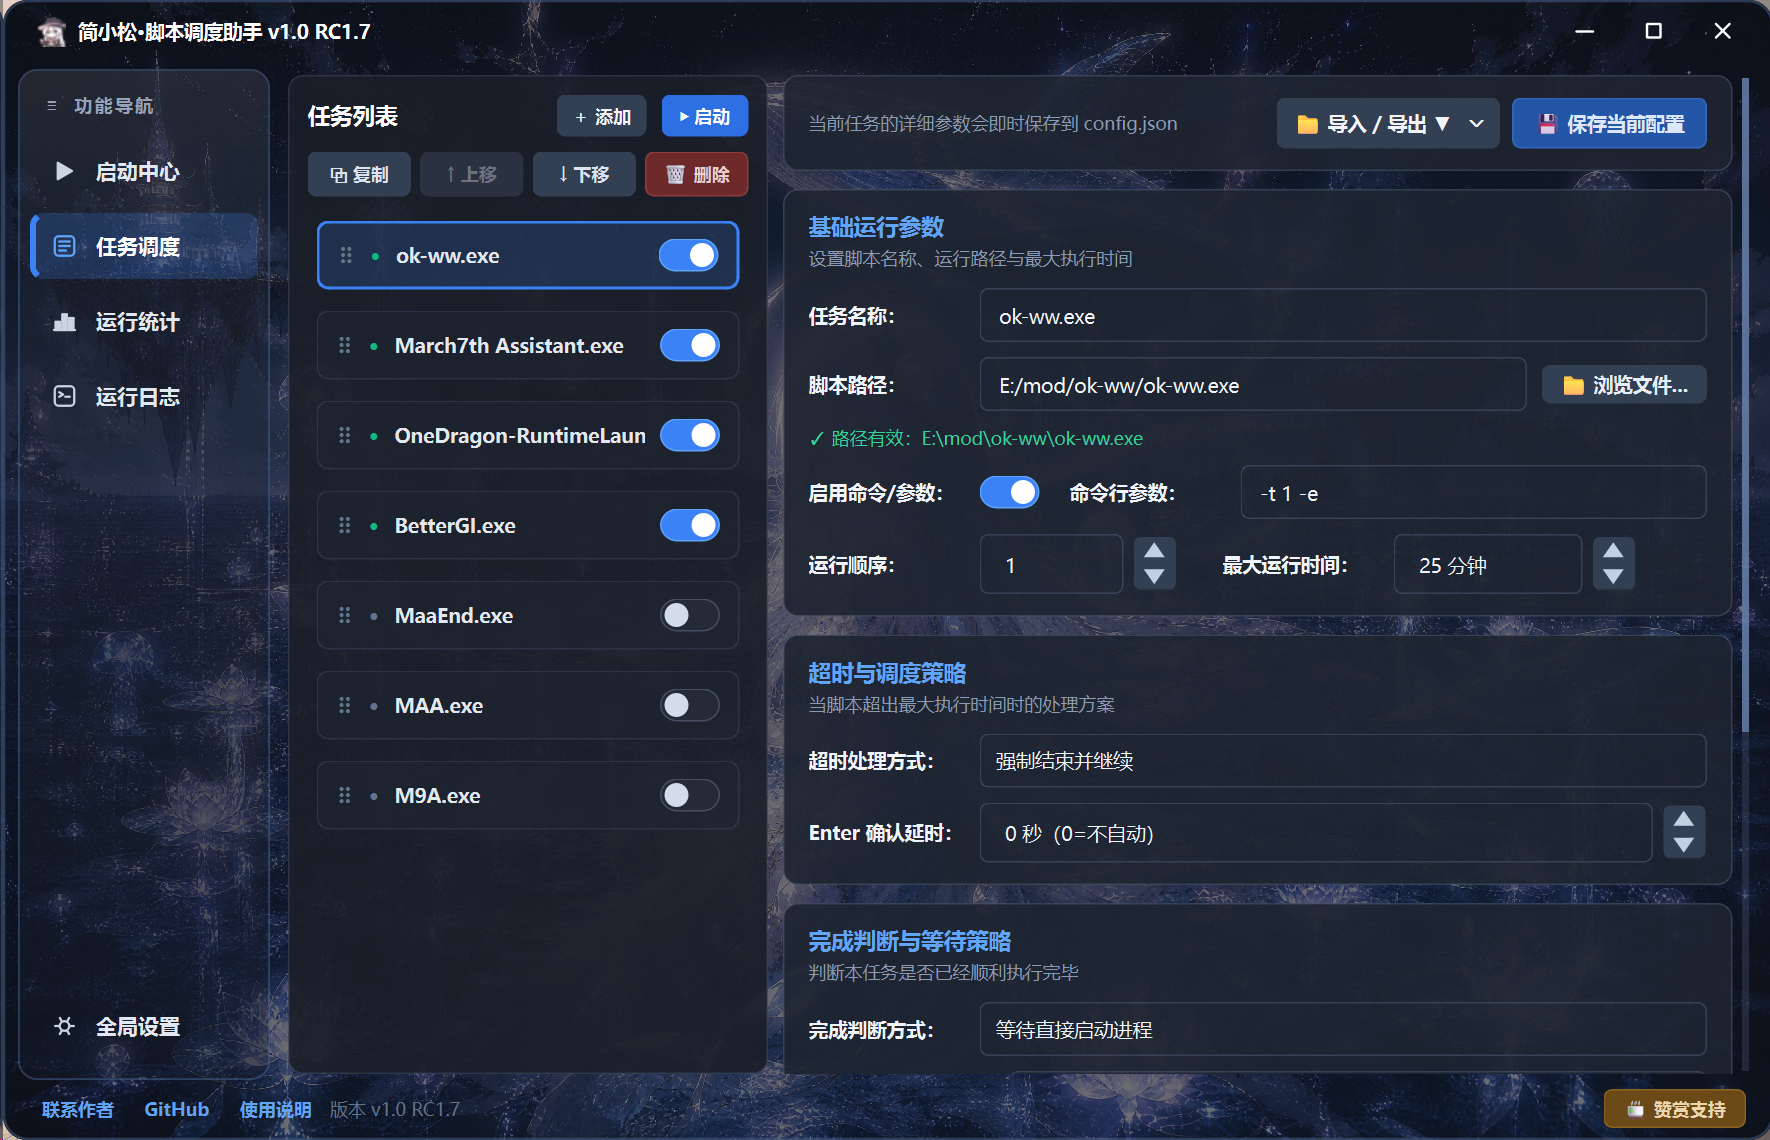 简小松•脚本调度助手 v1.0 RC1.7
功能导航
启动中心
任务调度
运行统计
运行日志
全局设置
任务列表
+ 添加
启动
复制
↑上移
↓下移
删除
ok-ww.exe
March7th Assistant.exe
OneDragon-RuntimeLaun
BetterGI.exe
MaaEnd.exe
MAA.exe
M9A.exe
当前任务的详细参数会即时保存到 config.json
导入 / 导出 ▼
保存当前配置
基础运行参数
设置脚本名称、运行路径与最大执行时间
任务名称：
ok-ww.exe
脚本路径：
E:/mod/ok-ww/ok-ww.exe
浏览文件...
✓ 路径有效：E:\mod\ok-ww\ok-ww.exe
启用命令/参数：
命令行参数：
-t 1 -e
运行顺序：
1
最大运行时间：
25 分钟
超时与调度策略
当脚本超出最大执行时间时的处理方案
超时处理方式：
强制结束并继续
Enter 确认延时：
0 秒 (0=不自动)
完成判断与等待策略
判断本任务是否已经顺利执行完毕
完成判断方式：
等待直接启动进程
联系作者
GitHub
使用说明
版本 v1.0 RC1.7
赞赏支持